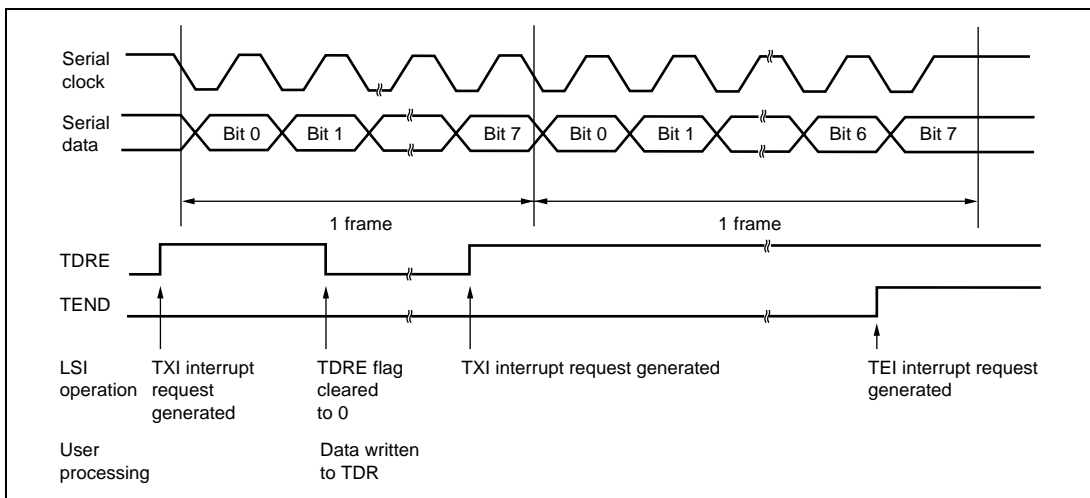 Serial
clock
Serial
data
Bit 0
Bit 1
Bit 7
Bit 0
Bit 1
Bit 6
Bit 7
1 frame
1 frame
TDRE
TEND
LSI
operation
TXI interrupt
request
generated
TDRE flag
cleared
to 0
TXI interrupt request generated
TEI interrupt request
generated
User
processing
Data written
to TDR